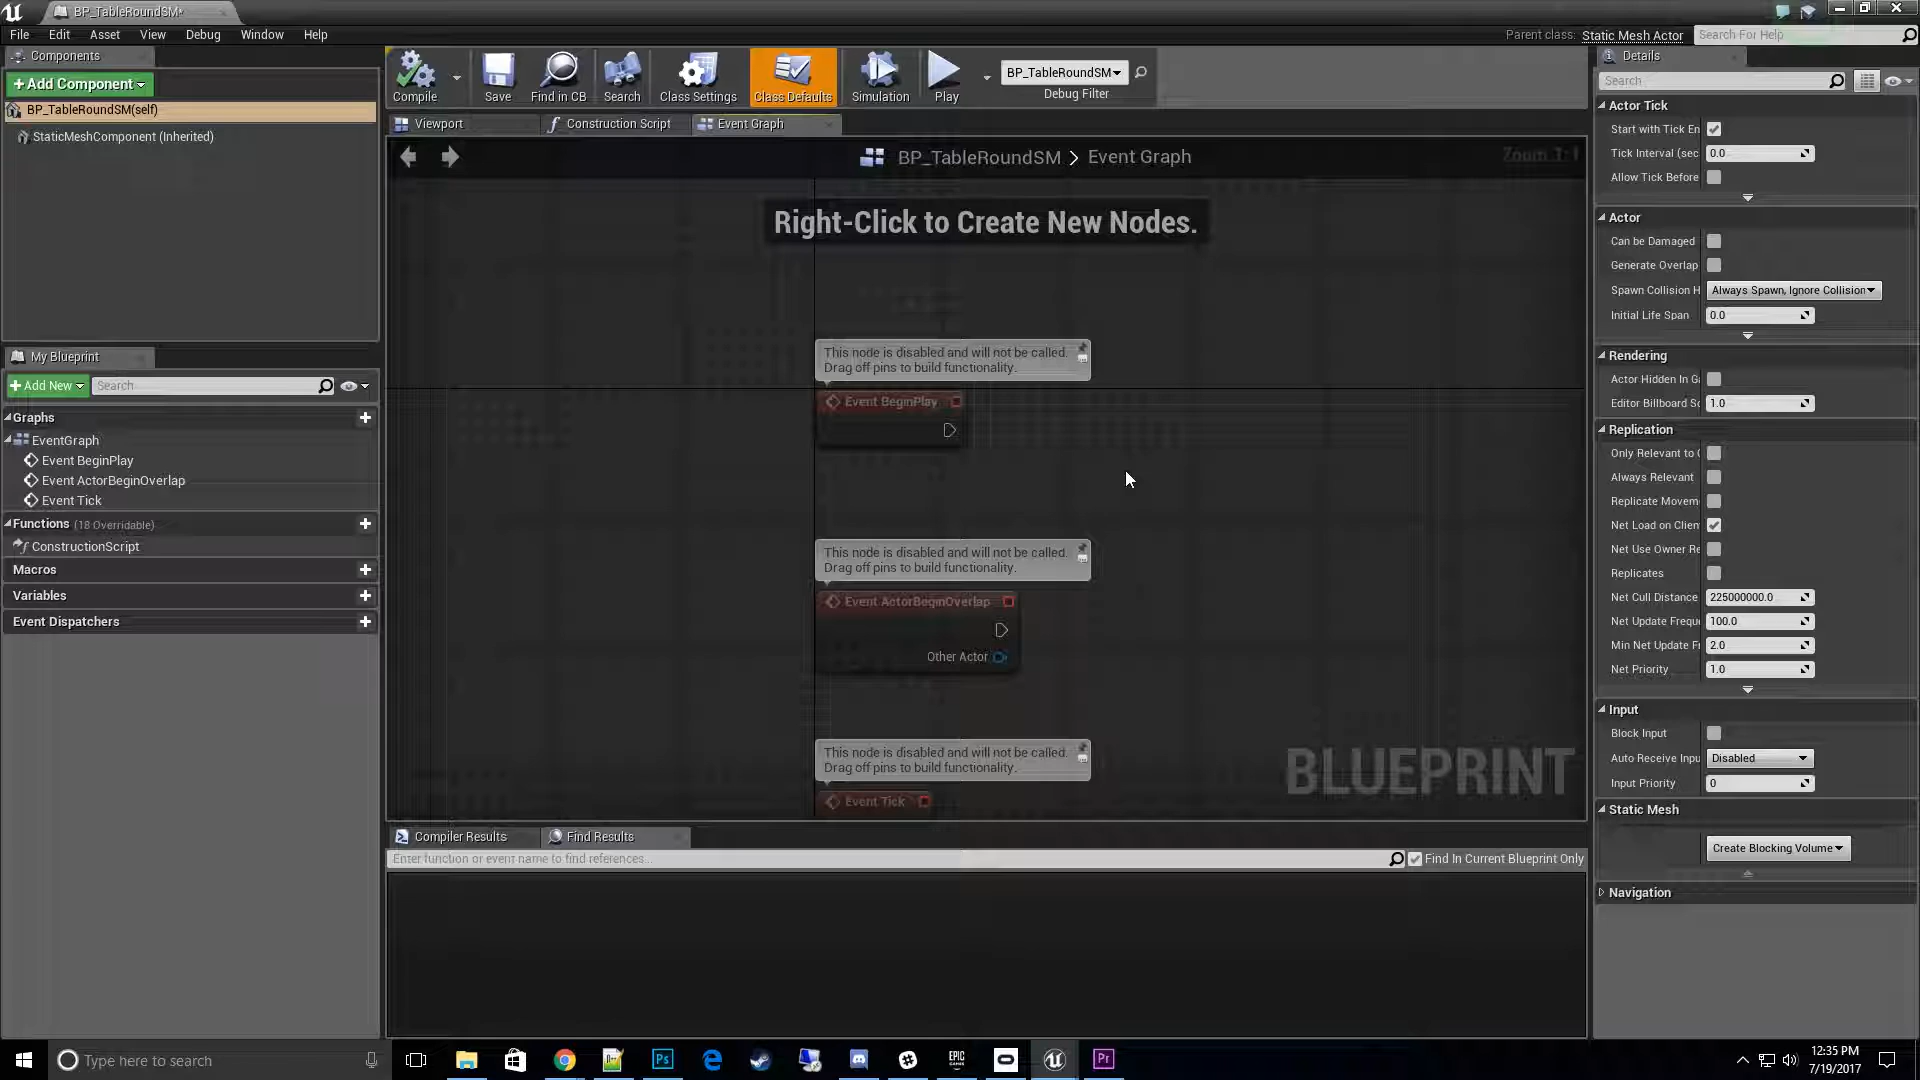 BP_TableRoundSM*
File Edit Asset View Debug Window Help
Parent class: Static Mesh Actor
Search For Help
Components
+Add Component
BP_TableRoundSM(self)
StaticMeshComponent (Inherited)
Compile
Save
Find in CB
Search
Class Settings
Class Defaults
Simulation
Play
BP_TableRoundSM
Debug Filter
Viewport
Construction Script
Event Graph
BP_TableRoundSM > Event Graph
Zoom 1:1
Right-Click to Create New Nodes.
This node is disabled and will not be called.
Drag off pins to build functionality.
Event BeginPlay
This node is disabled and will not be called.
Drag off pins to build functionality.
Event ActorBeginOverlap
Other Actor
This node is disabled and will not be called.
Drag off pins to build functionality.
Event Tick
BLUEPRINT
My Blueprint
+Add New
Search
Graphs
EventGraph
Event BeginPlay
Event ActorBeginOverlap
Event Tick
Functions (18 Overridable)
ConstructionScript
Macros
Variables
Event Dispatchers
Compiler Results
Find Results
Enter function or event name to find references...
Find In Current Blueprint Only
Details
Search
Actor Tick
Start with Tick En
Tick Interval (sec 0.0
Allow Tick Before
Actor
Can be Damaged
Generate Overlap
Spawn Collision H Always Spawn, Ignore Collision
Initial Life Span 0.0
Rendering
Actor Hidden In G
Editor Billboard Sc 1.0
Replication
Only Relevant to O
Always Relevant
Replicate Movem
Net Load on Clien
Net Use Owner Re
Replicates
Net Cull Distance 225000000.0
Net Update Frequ 100.0
Min Net Update F 2.0
Net Priority 1.0
Input
Block Input
Auto Receive Inpu Disabled
Input Priority 0
Static Mesh
Create Blocking Volume
Navigation
Type here to search
Ps
EPIC
GAMES
Pr
12:35 PM
7/19/2017